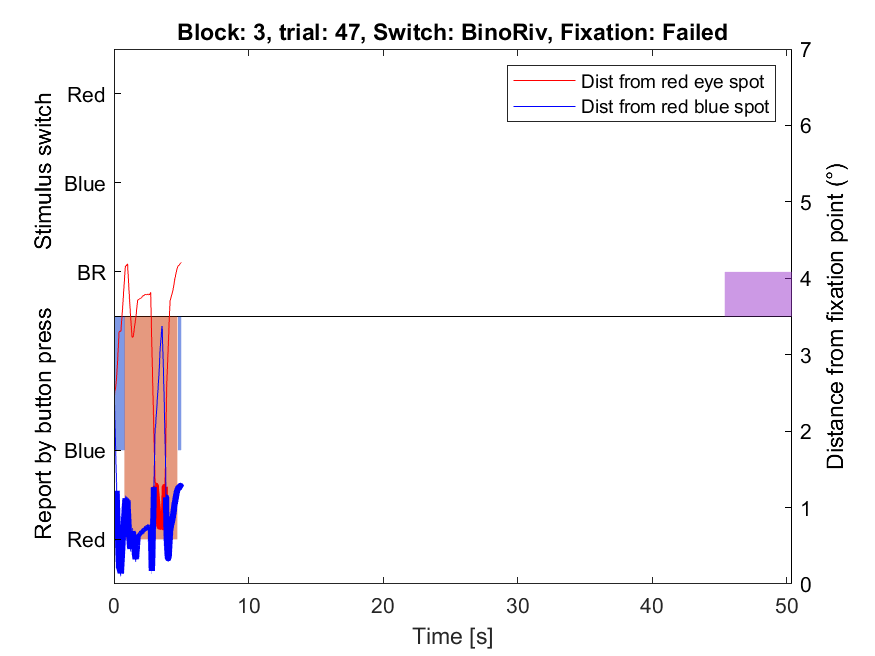 Block: 3, trial: 47, Switch: BinoRiv, Fixation: Failed
Stimulus switch
Report by button press
Red
Blue
BR
Blue
Red
Dist from red eye spot
Dist from red blue spot
7
6
5
4
3
2
1
0
Distance from fixation point (°)
0
10
20
30
40
50
Time [s]